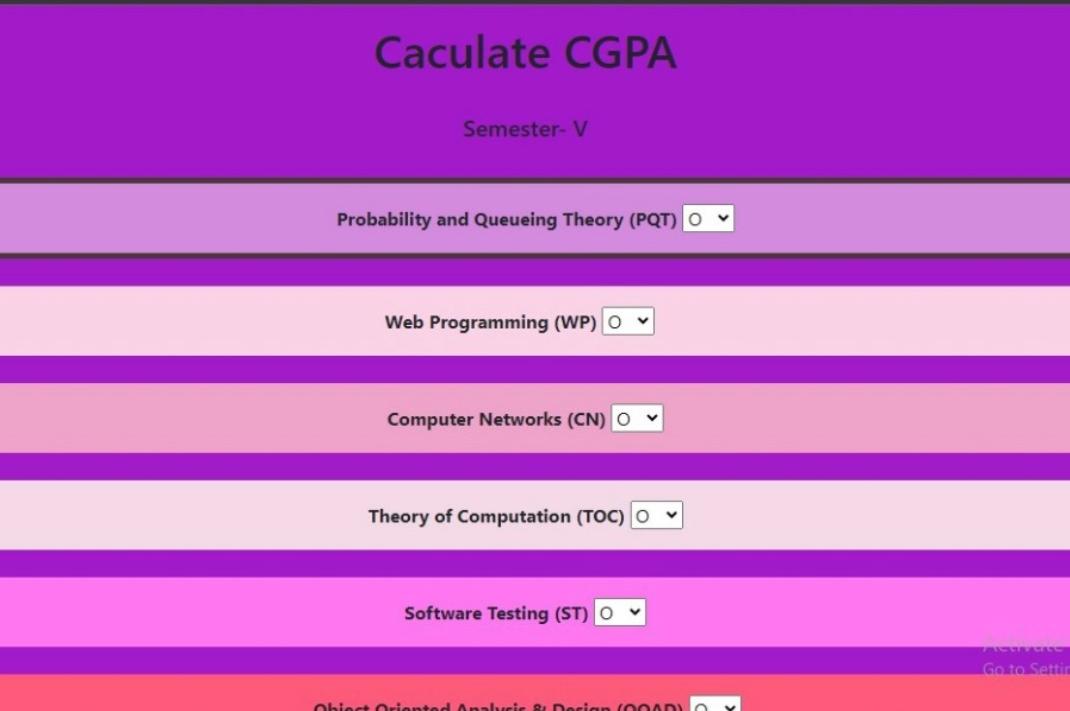 Caculate CGPA
Semester- V
Probability and Queueing Theory (PQT) O
Web Programming (WP) O
Computer Networks (CN) O
Theory of Computation (TOC) O
Software Testing (ST) O
Activate
Go to Settin
Object Oriented Analysis & Design (OOAD) O